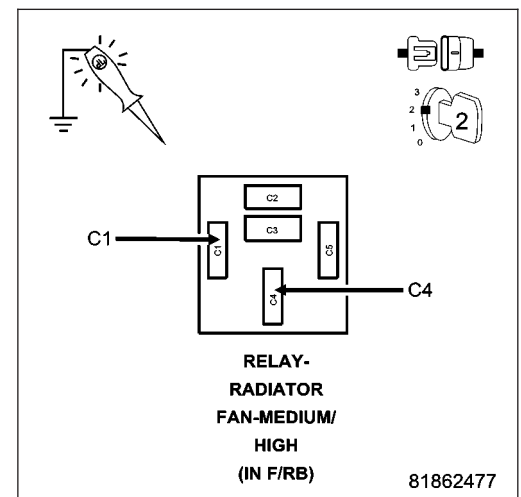 3
2
1
0
2
C2
C3
C1
C1
C5
C4
C4
RELAY-
RADIATOR
FAN-MEDIUM/
HIGH
(IN F/RB)
81862477